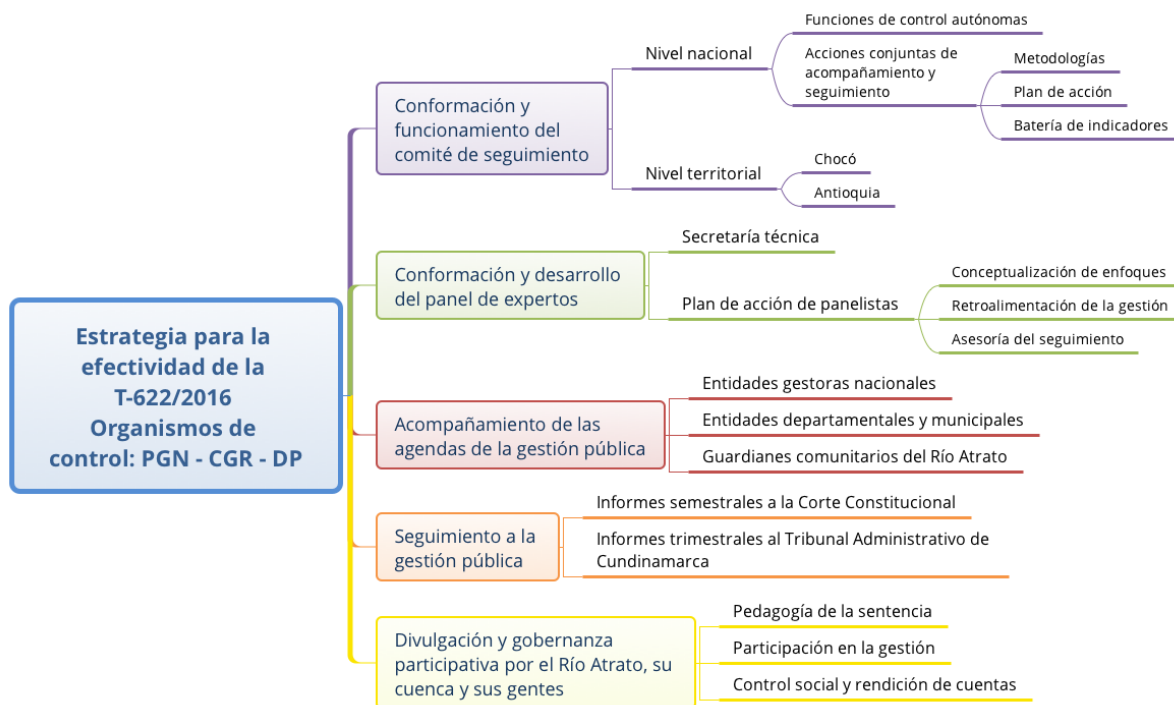 Estrategia para la
efectividad de la
T-622/2016
Organismos de
control: PGN - CGR - DP
Conformación y
funcionamiento del
comité de seguimiento
Nivel nacional
Funciones de control autónomas
Acciones conjuntas de
acompañamiento y
seguimiento
Metodologías
Plan de acción
Batería de indicadores
Nivel territorial
Chocó
Antioquia
Conformación y desarrollo
del panel de expertos
Secretaría técnica
Plan de acción de panelistas
Conceptualización de enfoques
Retroalimentación de la gestión
Asesoría del seguimiento
Acompañamiento de las
agendas de la gestión pública
Entidades gestoras nacionales
Entidades departamentales y municipales
Guardianes comunitarios del Río Atrato
Seguimiento a la
gestión pública
Informes semestrales a la Corte Constitucional
Informes trimestrales al Tribunal Administrativo de
Cundinamarca
Divulgación y gobernanza
participativa por el Río Atrato, su
cuenca y sus gentes
Pedagogía de la sentencia
Participación en la gestión
Control social y rendición de cuentas